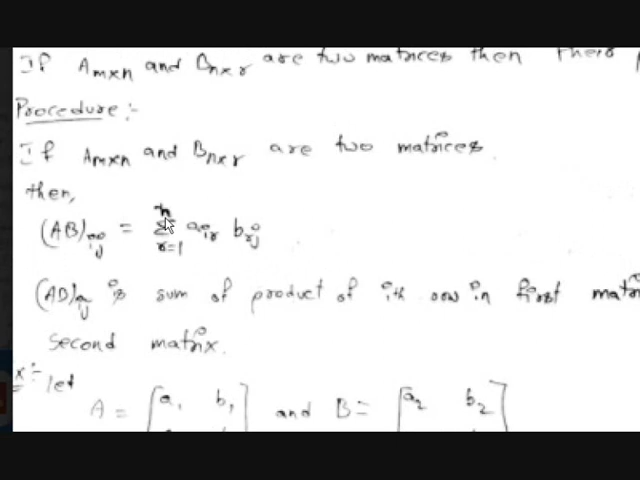 If Amxn and Bnxr are two matrices then their
Procedure :-
If Amxn and Bnxr are two matrices
then,
(AB)ij = n Σ r=1 air brj
(AB)ij is sum of product of ith row in first
second matrix.
x :- let
A = [ a1 b1 ] and B = [ a2 b2 ]